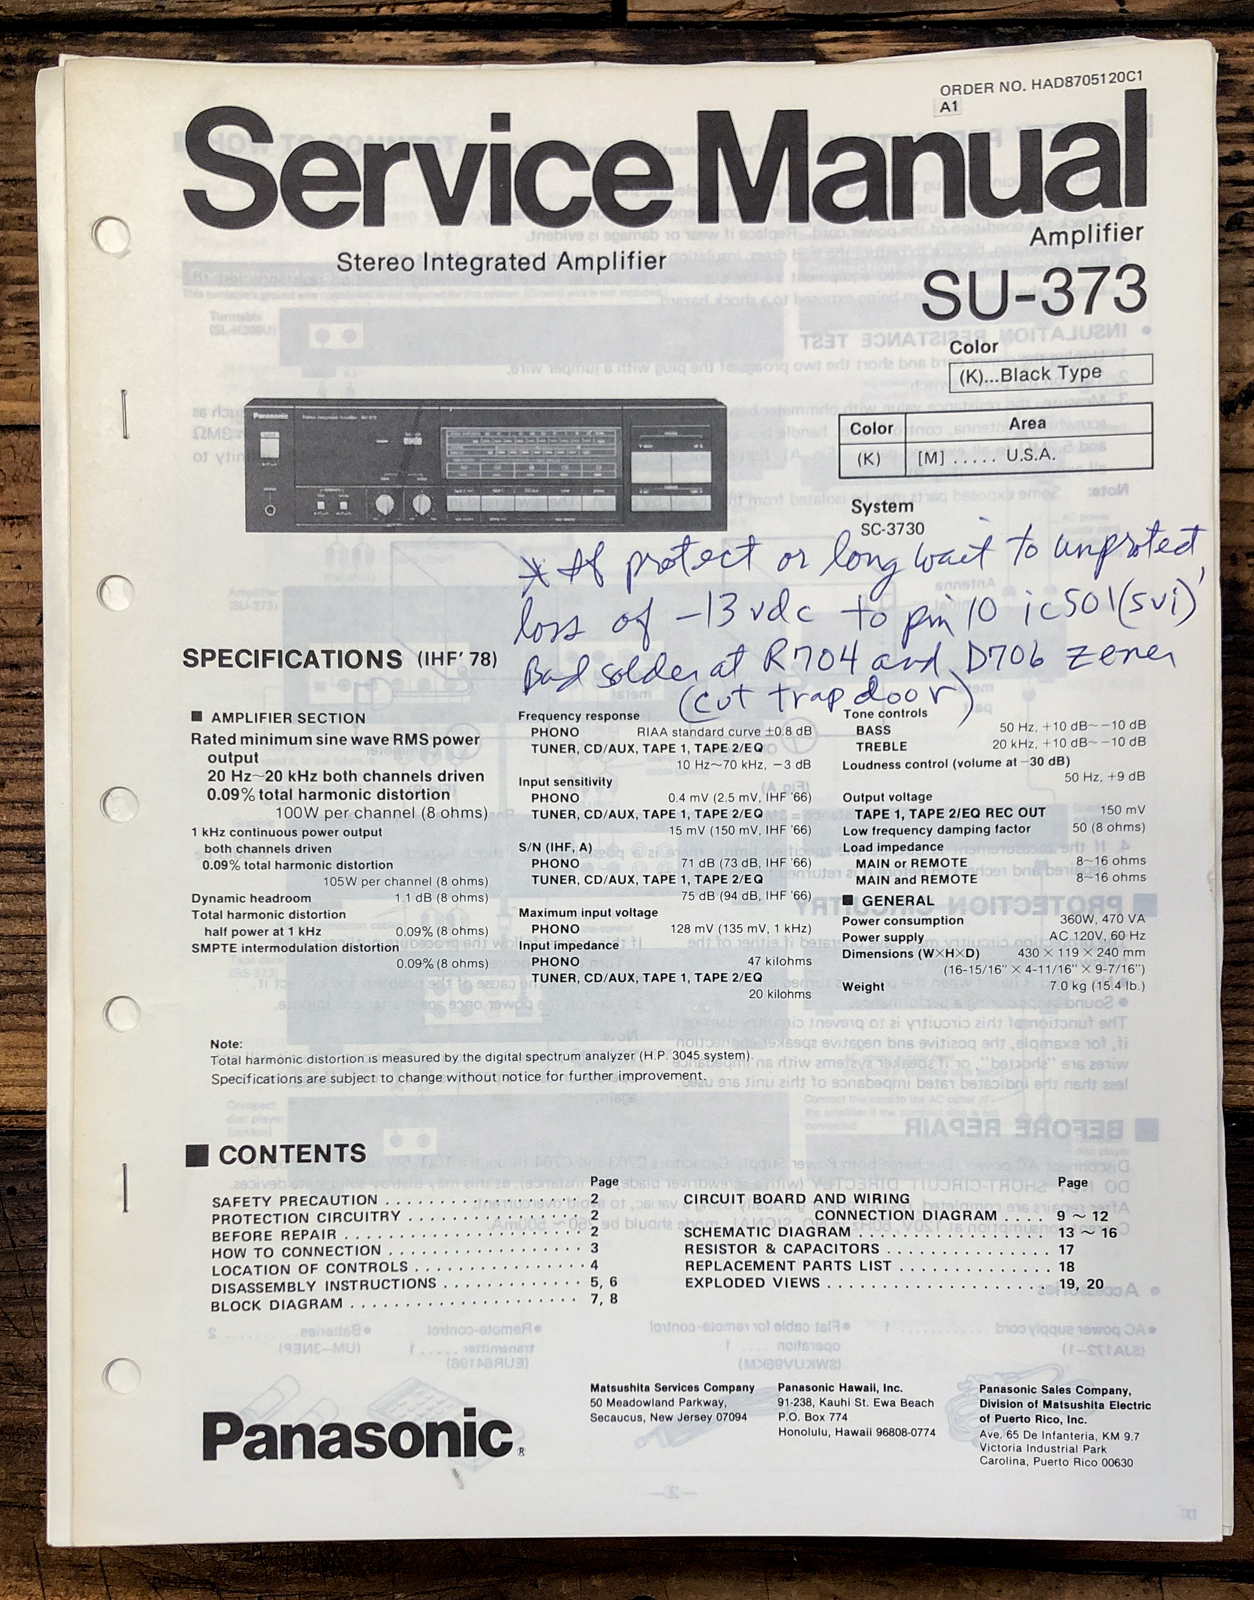 ORDER NO. HAD8705120C1
A1
Service Manual
Stereo Integrated Amplifier
Amplifier
SU-373
Color
(K)...Black Type
Color Area
(K) [M] ..... U.S.A.
System
SC-3730
Panasonic
* If protect or long wait to unprotect
loss of -13 vdc to pin 10 ic501(svi)
Bad solder at R704 and D706 zener
(cut trap door)
SPECIFICATIONS (IHF' 78)
■ AMPLIFIER SECTION
Rated minimum sine wave RMS power
output
20 Hz~20 kHz both channels driven
0.09% total harmonic distortion
100W per channel (8 ohms)
1 kHz continuous power output
both channels driven
0.09% total harmonic distortion
105W per channel (8 ohms)
Dynamic headroom 1.1 dB (8 ohms)
Total harmonic distortion
half power at 1 kHz 0.09% (8 ohms)
SMPTE intermodulation distortion
0.09% (8 ohms)
Frequency response
PHONO RIAA standard curve ±0.8 dB
TUNER, CD/AUX, TAPE 1, TAPE 2/EQ
10 Hz~70 kHz, −3 dB
Input sensitivity
PHONO 0.4 mV (2.5 mV, IHF '66)
TUNER, CD/AUX, TAPE 1, TAPE 2/EQ
15 mV (150 mV, IHF '66)
S/N (IHF, A)
PHONO 71 dB (73 dB, IHF '66)
TUNER, CD/AUX, TAPE 1, TAPE 2/EQ
75 dB (94 dB, IHF '66)
Maximum input voltage
PHONO 128 mV (135 mV, 1 kHz)
Input impedance
PHONO 47 kilohms
TUNER, CD/AUX, TAPE 1, TAPE 2/EQ
20 kilohms
Tone controls
BASS 50 Hz, +10 dB~−10 dB
TREBLE 20 kHz, +10 dB~−10 dB
Loudness control (volume at −30 dB)
50 Hz, +9 dB
Output voltage
TAPE 1, TAPE 2/EQ REC OUT 150 mV
Low frequency damping factor 50 (8 ohms)
Load impedance
MAIN or REMOTE 8~16 ohms
MAIN and REMOTE 8~16 ohms
■ GENERAL
Power consumption 360W, 470 VA
Power supply AC 120V, 60 Hz
Dimensions (W×H×D) 430 × 119 × 240 mm
(16-15/16" × 4-11/16" × 9-7/16")
Weight 7.0 kg (15.4 lb.)
Note:
Total harmonic distortion is measured by the digital spectrum analyzer (H.P. 3045 system).
Specifications are subject to change without notice for further improvement.
■ CONTENTS
Page
SAFETY PRECAUTION .................... 2
PROTECTION CIRCUITRY .................. 2
BEFORE REPAIR ........................ 2
HOW TO CONNECTION .................... 3
LOCATION OF CONTROLS .................. 4
DISASSEMBLY INSTRUCTIONS .............. 5, 6
BLOCK DIAGRAM ........................ 7, 8
Page
CIRCUIT BOARD AND WIRING
CONNECTION DIAGRAM ..... 9 ~ 12
SCHEMATIC DIAGRAM .................. 13 ~ 16
RESISTOR & CAPACITORS ............... 17
REPLACEMENT PARTS LIST .............. 18
EXPLODED VIEWS ..................... 19, 20
Panasonic®
Matsushita Services Company
50 Meadowland Parkway,
Secaucus, New Jersey 07094
Panasonic Hawaii, Inc.
91-238, Kauhi St. Ewa Beach
P.O. Box 774
Honolulu, Hawaii 96808-0774
Panasonic Sales Company,
Division of Matsushita Electric
of Puerto Rico, Inc.
Ave, 65 De Infanteria, KM 9.7
Victoria Industrial Park
Carolina, Puerto Rico 00630